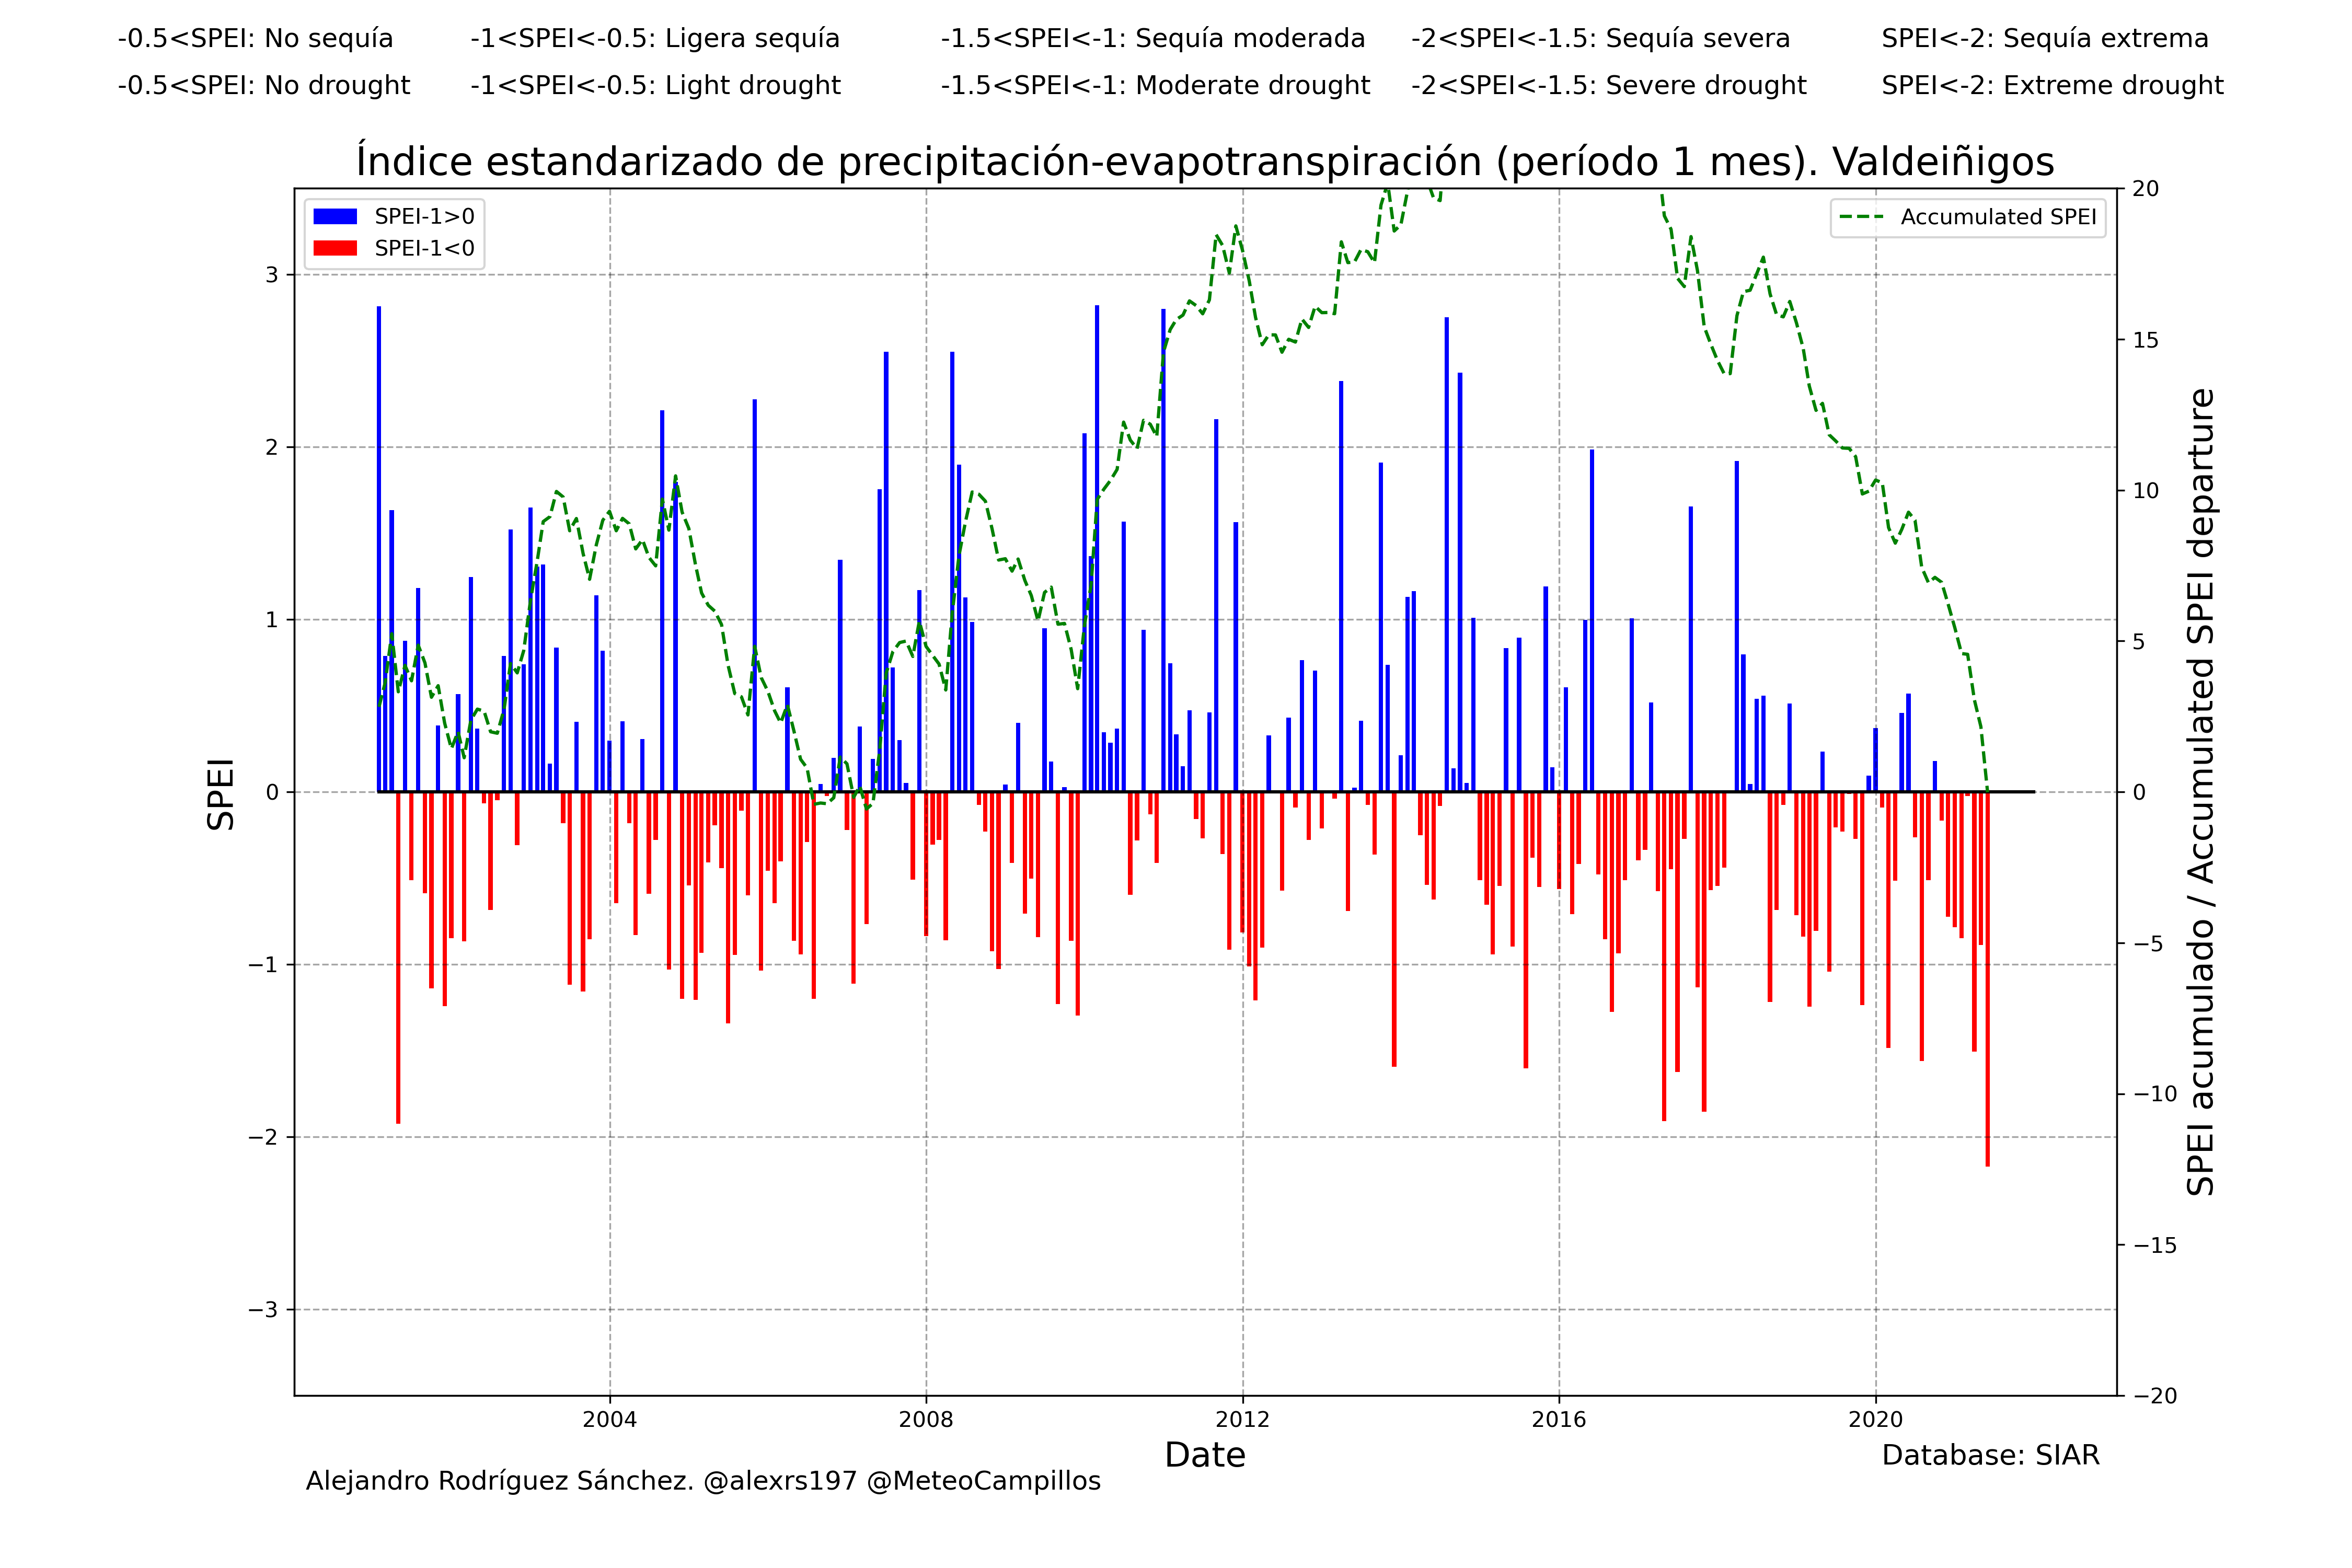 -0.5<SPEI: No sequía -1<SPEI<-0.5: Ligera sequía -1.5<SPEI<-1: Sequía moderada -2<SPEI<-1.5: Sequía severa SPEI<-2: Sequía extrema
-0.5<SPEI: No drought -1<SPEI<-0.5: Light drought -1.5<SPEI<-1: Moderate drought -2<SPEI<-1.5: Severe drought SPEI<-2: Extreme drought
Índice estandarizado de precipitación-evapotranspiración (período 1 mes). Valdeiñigos
SPEI-1>0
SPEI-1<0
Accumulated SPEI
SPEI
3
2
1
0
−1
−2
−3
20
15
10
5
0
−5
−10
−15
−20
SPEI acumulado / Accumulated SPEI departure
2004 2008 2012 2016 2020
Date
Database: SIAR
Alejandro Rodríguez Sánchez. @alexrs197 @MeteoCampillos